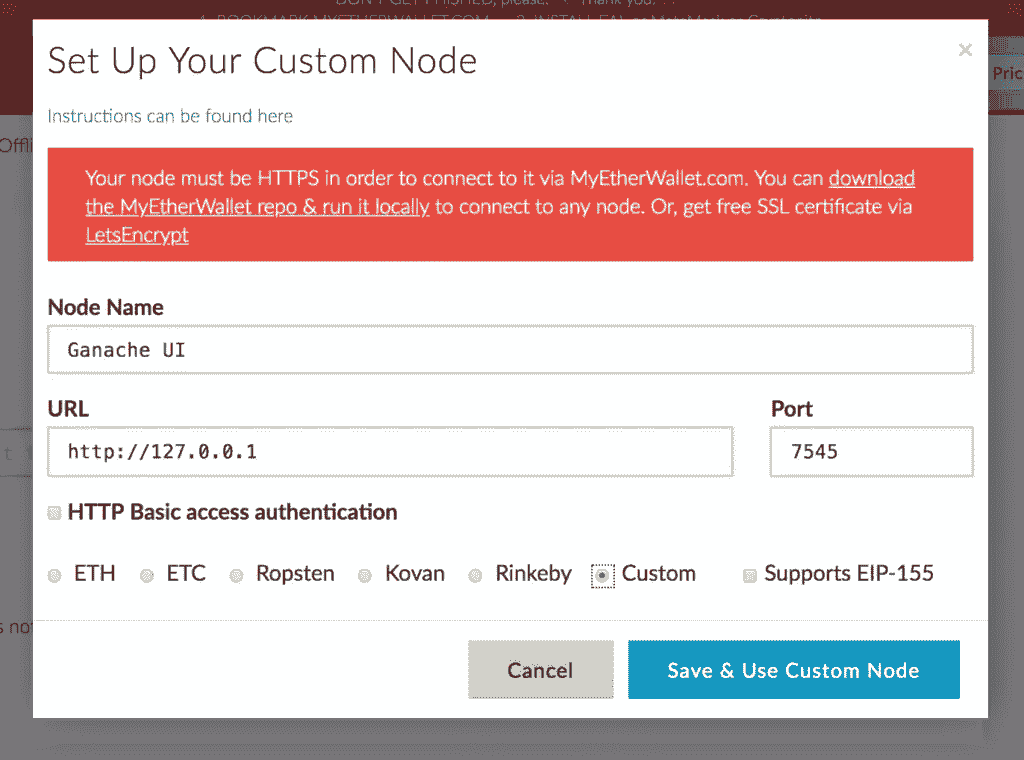 DON'T GET PHISHED, please. Thank you!
1. BOOKMARK MYETHERWALLET.COM 2. INSTALL EAL or MetaMask or Cryptonite
Set Up Your Custom Node ×
Pric
Instructions can be found here
Offli
Your node must be HTTPS in order to connect to it via MyEtherWallet.com. You can download
the MyEtherWallet repo & run it locally to connect to any node. Or, get free SSL certificate via
LetsEncrypt
Node Name
Ganache UI
URL Port
http://127.0.0.1 7545
HTTP Basic access authentication
ETH ETC Ropsten Kovan Rinkeby Custom Supports EIP-155
s not
Cancel Save & Use Custom Node